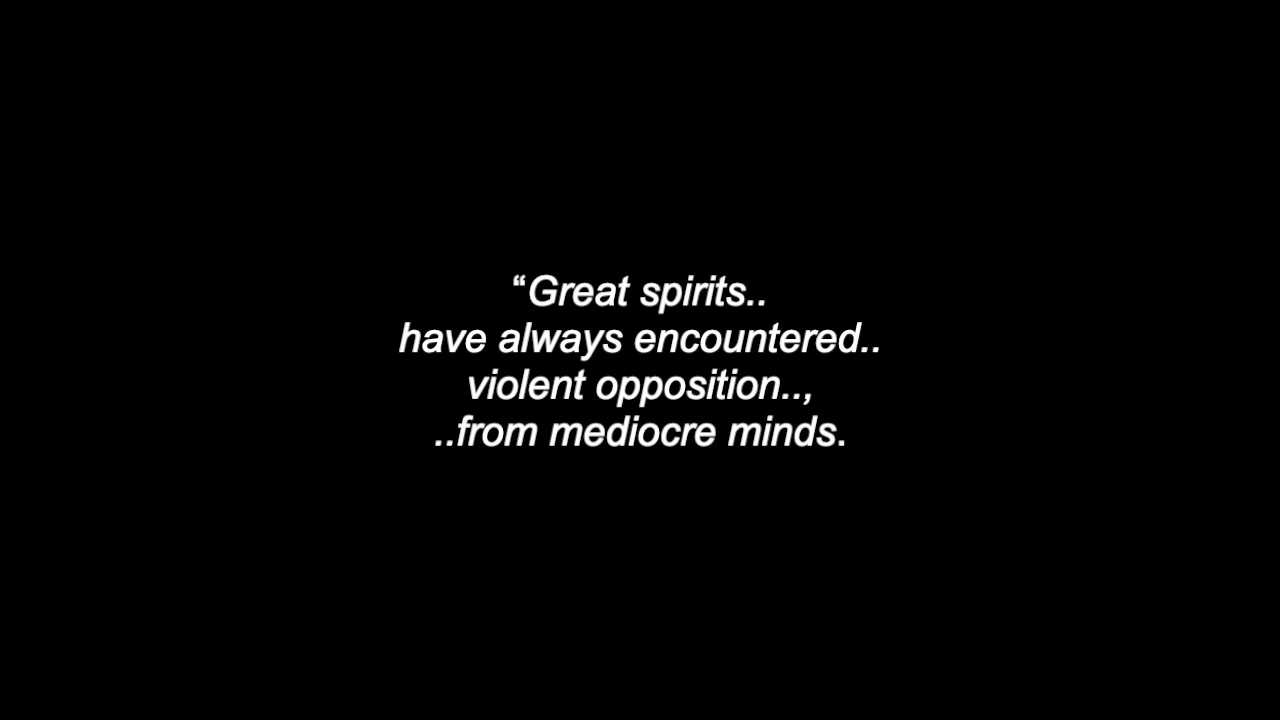 “Great spirits..
have always encountered..
violent opposition..,
..from mediocre minds.